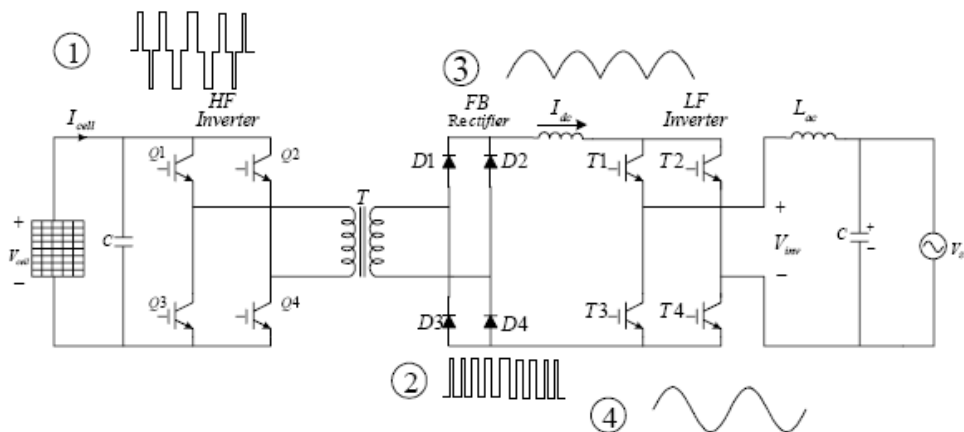 1
3
HF
Inverter
FB
Rectifier
I_dc
LF
Inverter
L_ac
I_cell
Q1
Q2
D1
D2
T1
T2
T
+
V_cell
−
C
+
V_inv
−
C
+
−
Q3
Q4
D3
D4
T3
T4
2
4